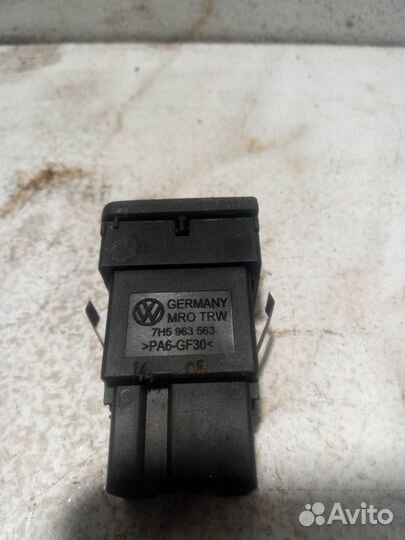 GERMANY
MRO TRW
7H5 963 563
>PA6-GF30<
Avito